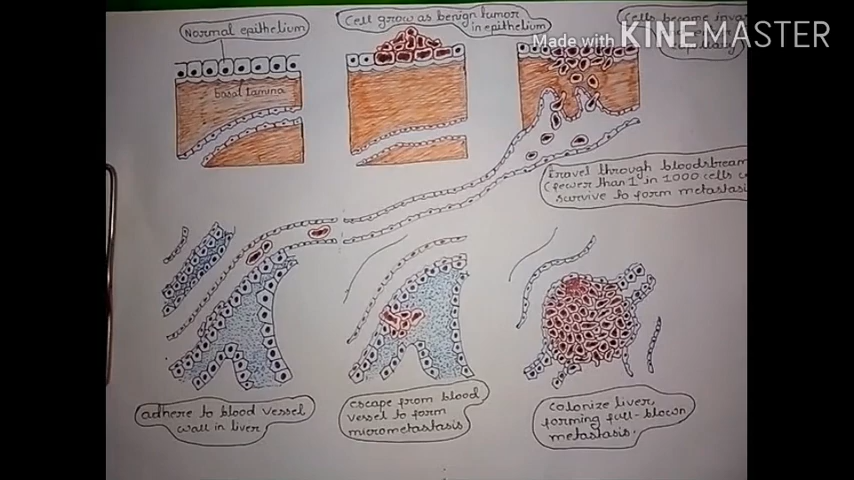 Normal epithelium
Cell grow as benign tumor
in epithelium
Cells become
Made with KINEMASTER
basal lamina
travel through bloodstream
(fewer than 1 in 1000 cells
survive to form
adhere to blood vessel
wall in liver
escape from blood
vessel to form
micrometastasis
colonize liver
forming full-blown
metastasis.